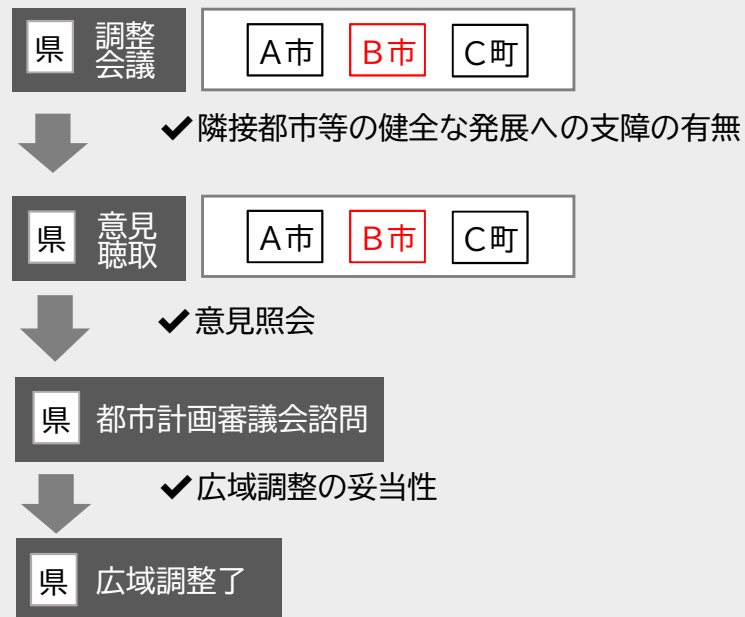 県 調整会議 A市 B市 C町
✔隣接都市等の健全な発展への支障の有無
県 意見聴取 A市 B市 C町
✔意見照会
県 都市計画審議会諮問
✔広域調整の妥当性
県 広域調整了